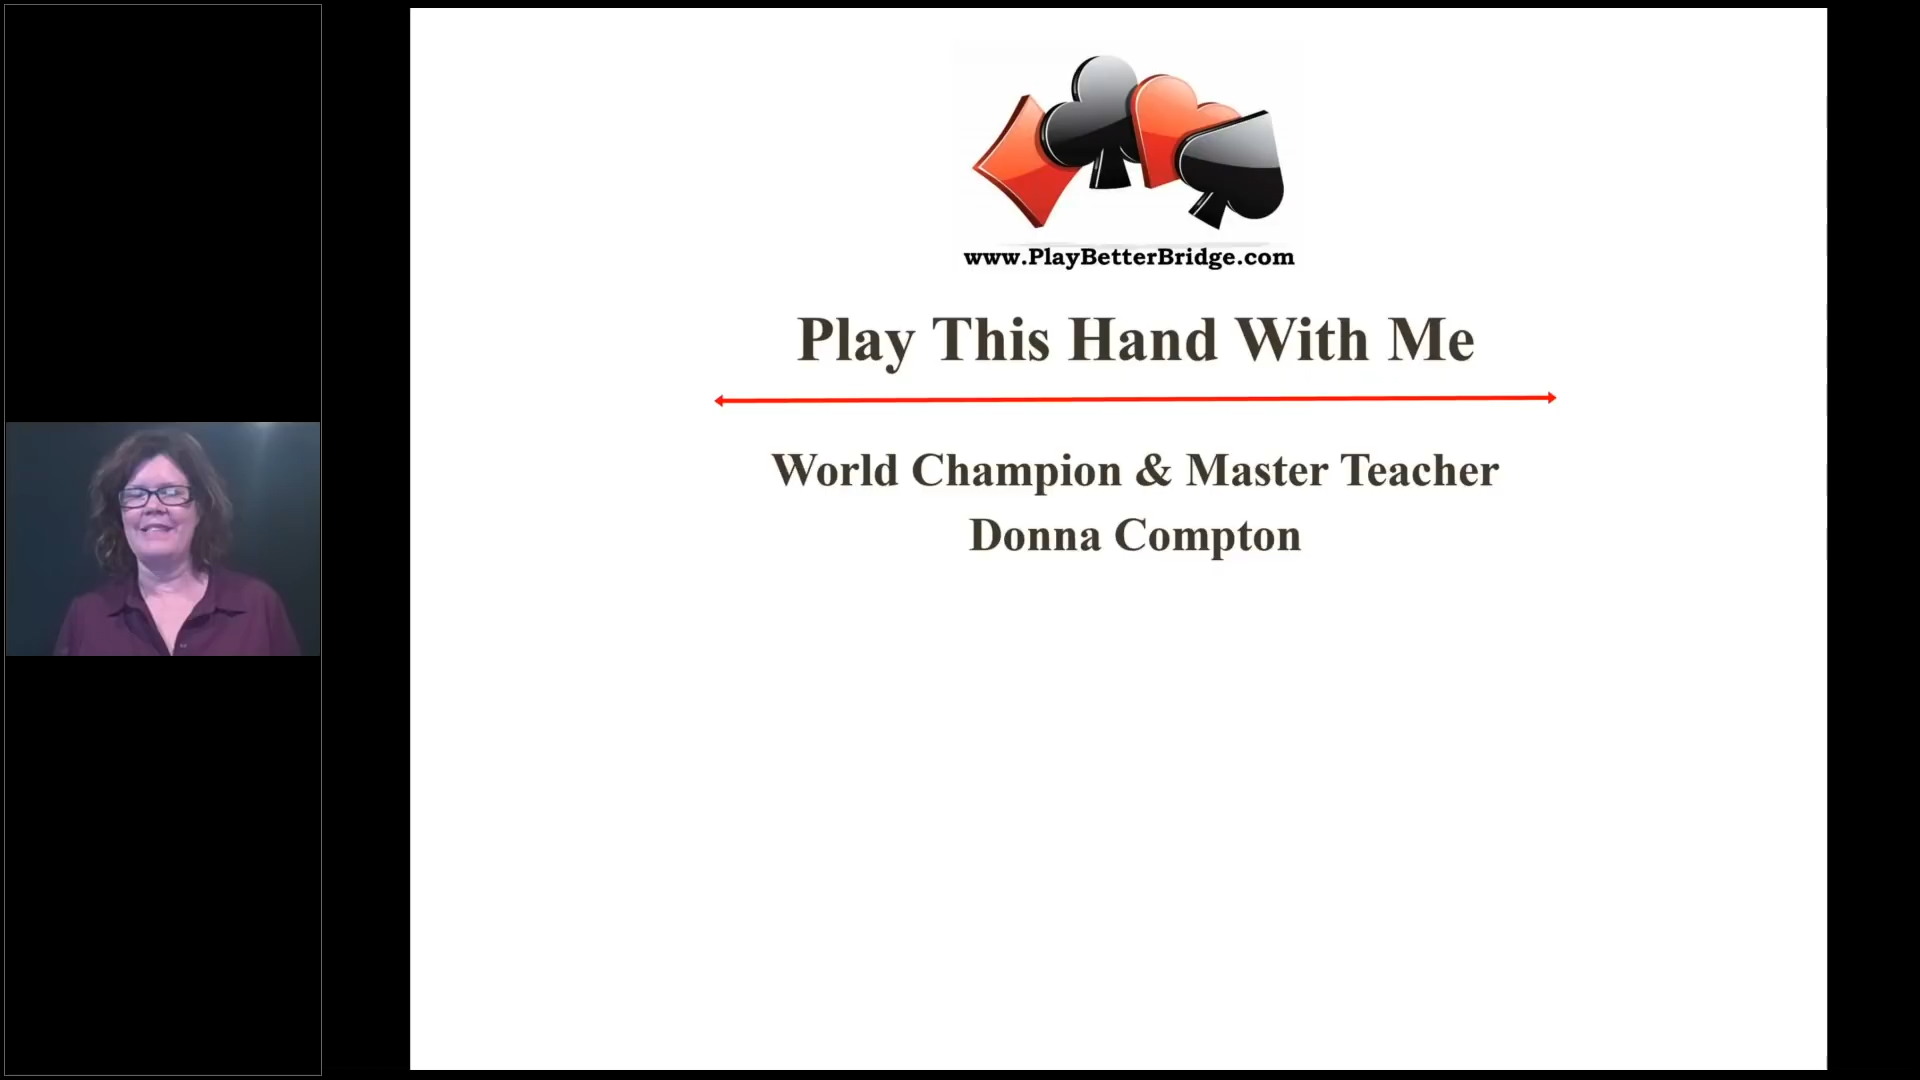 www.PlayBetterBridge.com
Play This Hand With Me
World Champion & Master Teacher
Donna Compton